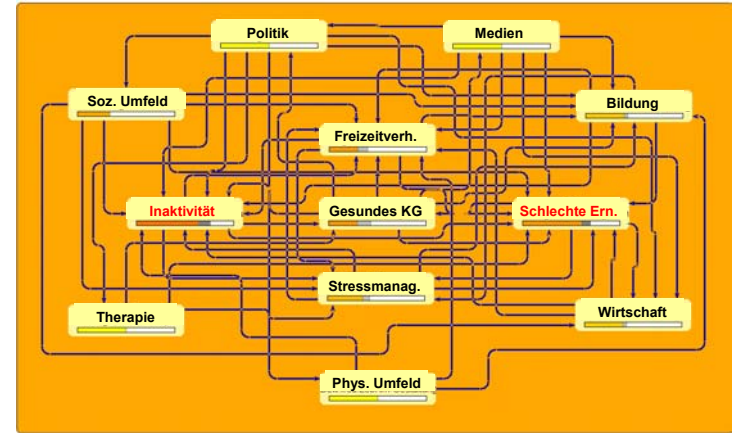 Politik
Medien
Soz. Umfeld
Bildung
Freizeitverh.
Inaktivität
Gesundes KG
Schlechte Ern.
Stressmanag.
Therapie
Wirtschaft
Phys. Umfeld